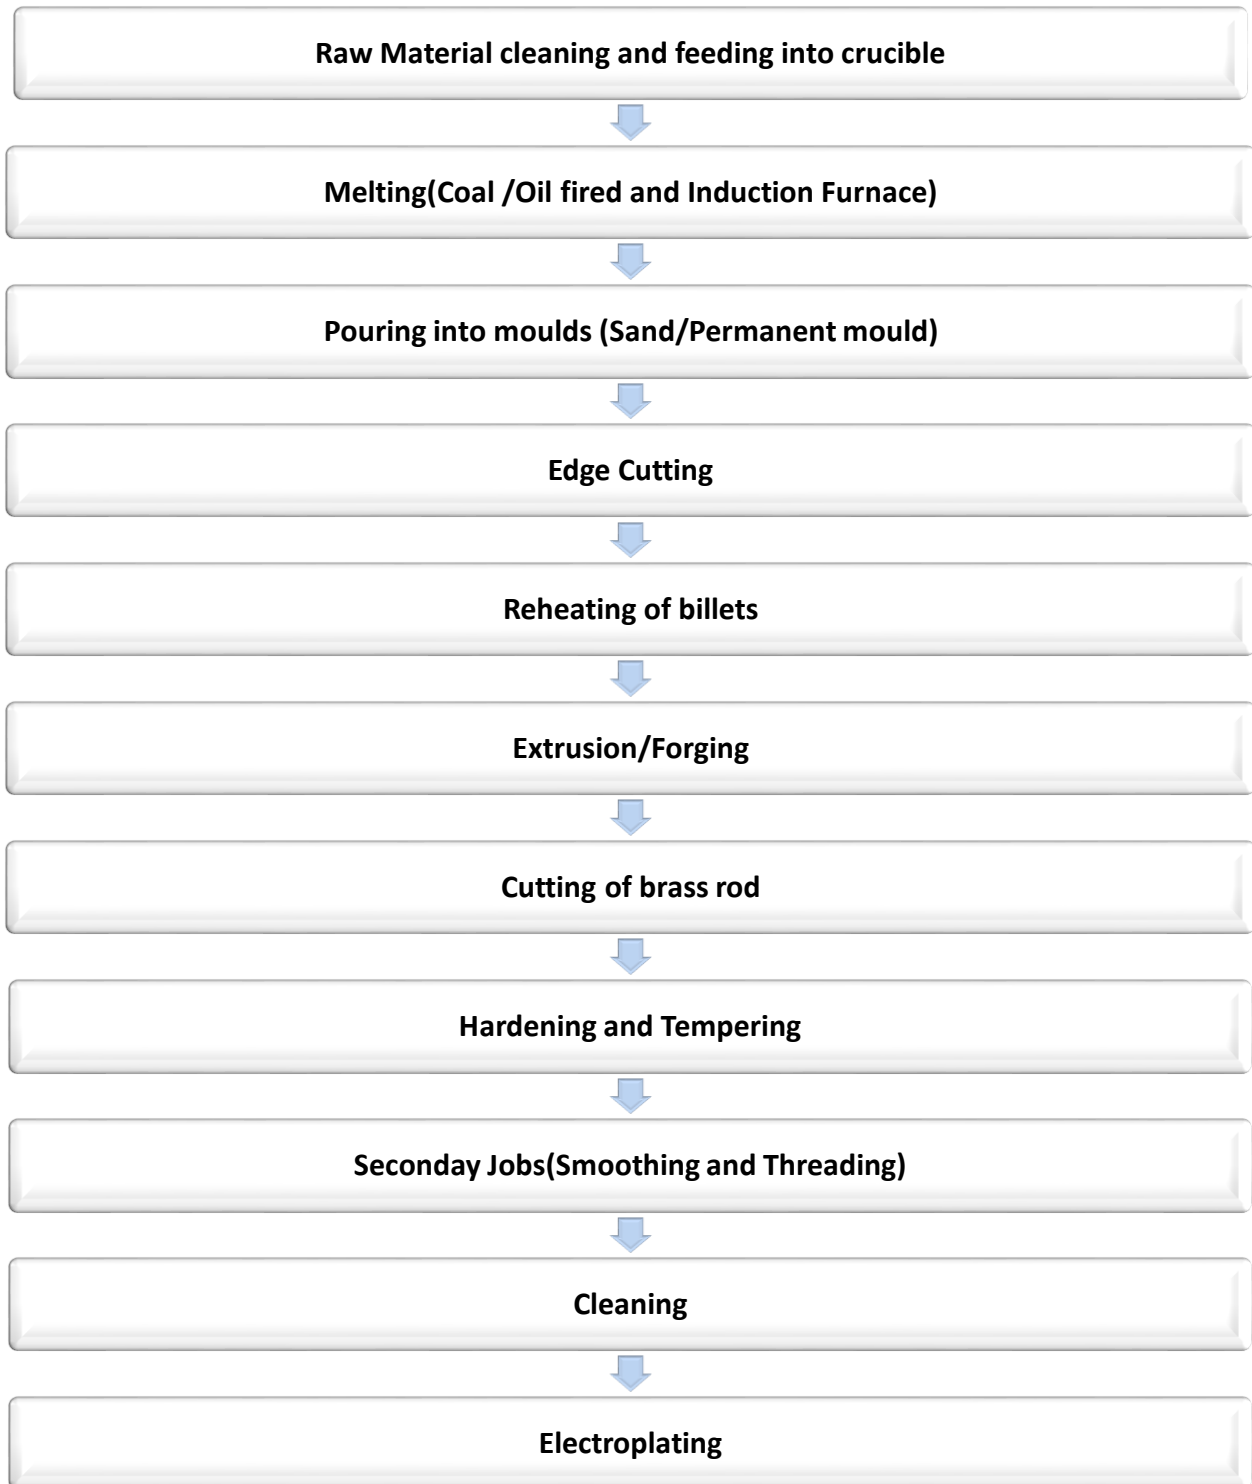 Raw Material cleaning and feeding into crucible
Melting(Coal /Oil fired and Induction Furnace)
Pouring into moulds (Sand/Permanent mould)
Edge Cutting
Reheating of billets
Extrusion/Forging
Cutting of brass rod
Hardening and Tempering
Seconday Jobs(Smoothing and Threading)
Cleaning
Electroplating